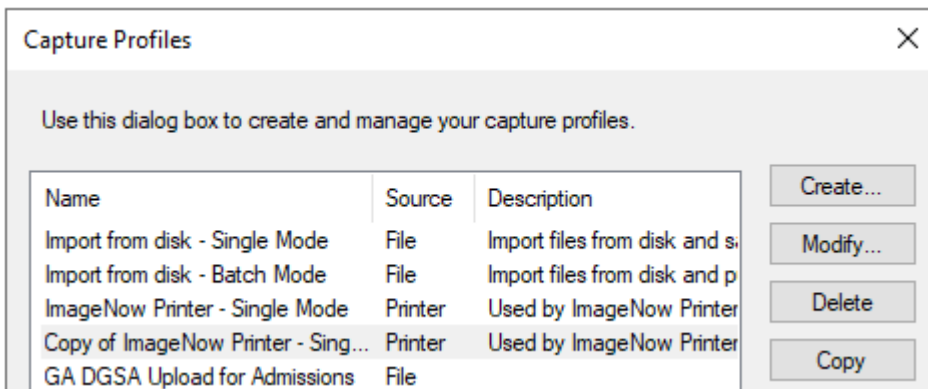 Capture Profiles
Use this dialog box to create and manage your capture profiles.
Name Source Description
Import from disk - Single Mode File Import files from disk and
Import from disk - Batch Mode File Import files from disk and
ImageNow Printer - Single Mode Printer Used by ImageNow Printer
Copy of ImageNow Printer - Sing... Printer Used by ImageNow Printer
GA DGSA Upload for Admissions File
Create...
Modify...
Delete
Copy